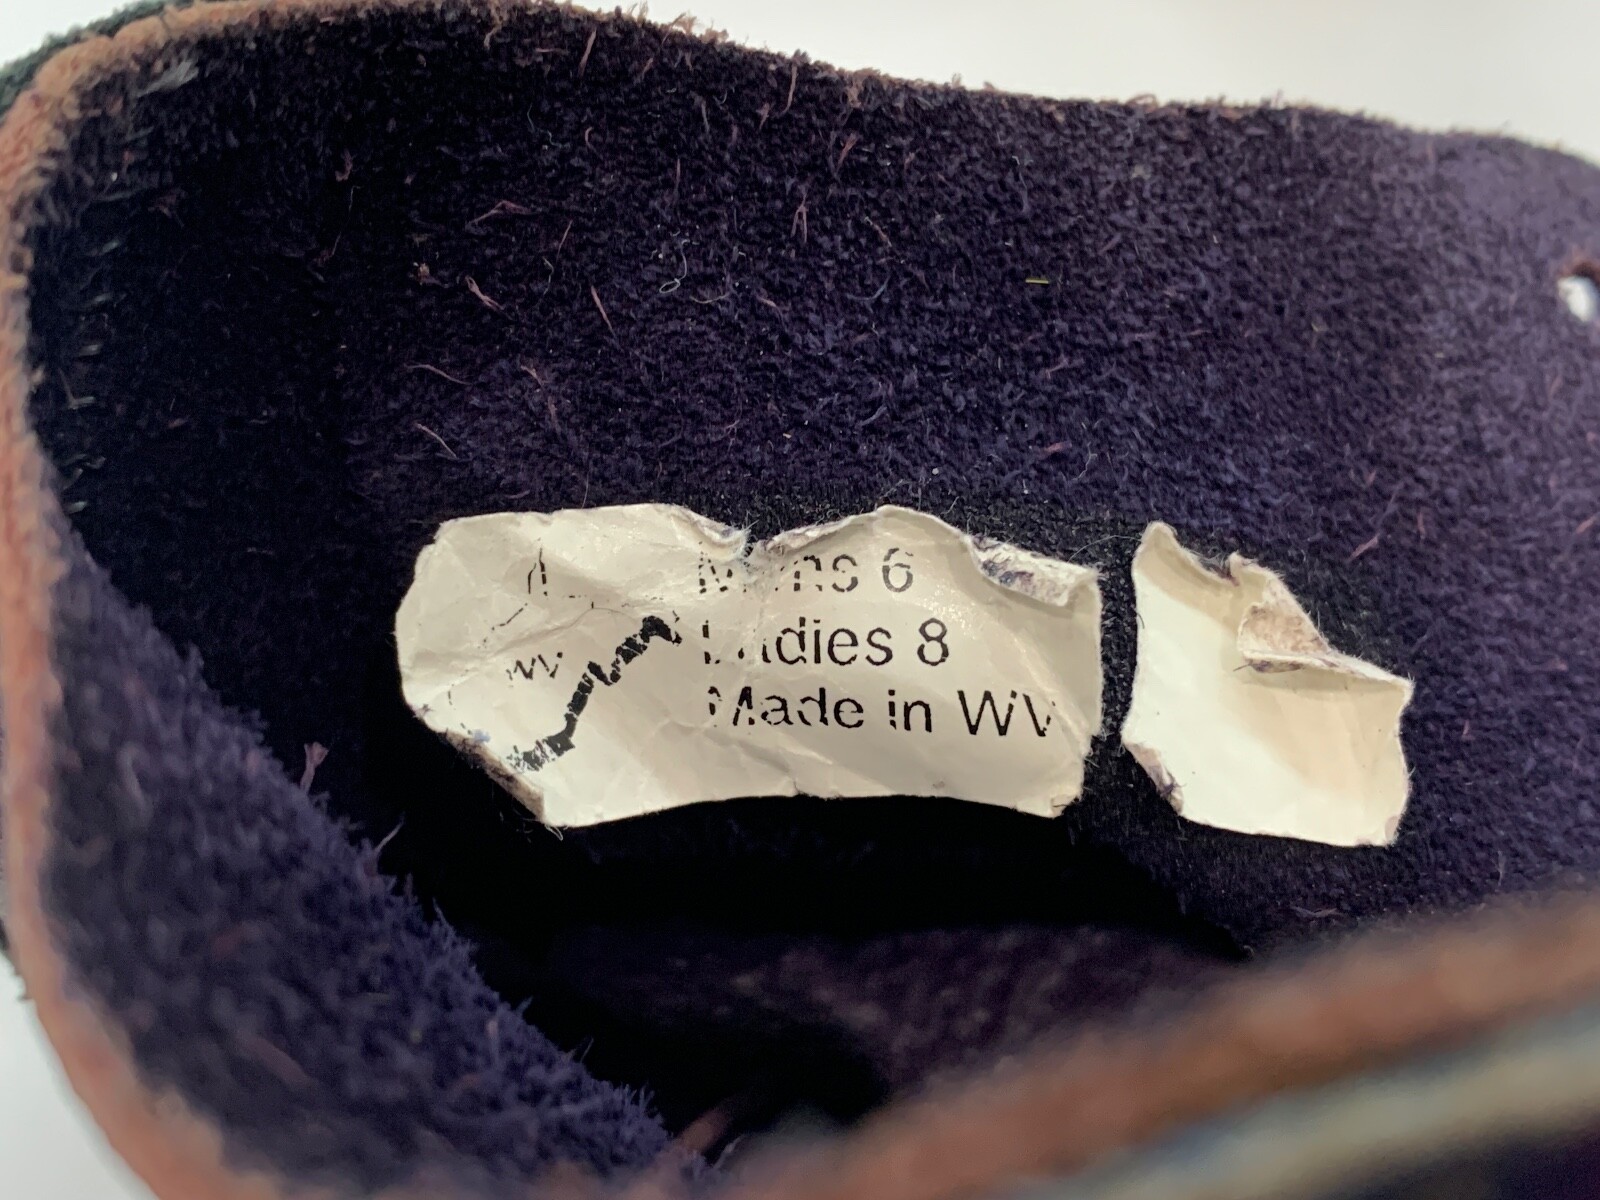 Mens 6
Ladies 8
Made in WV